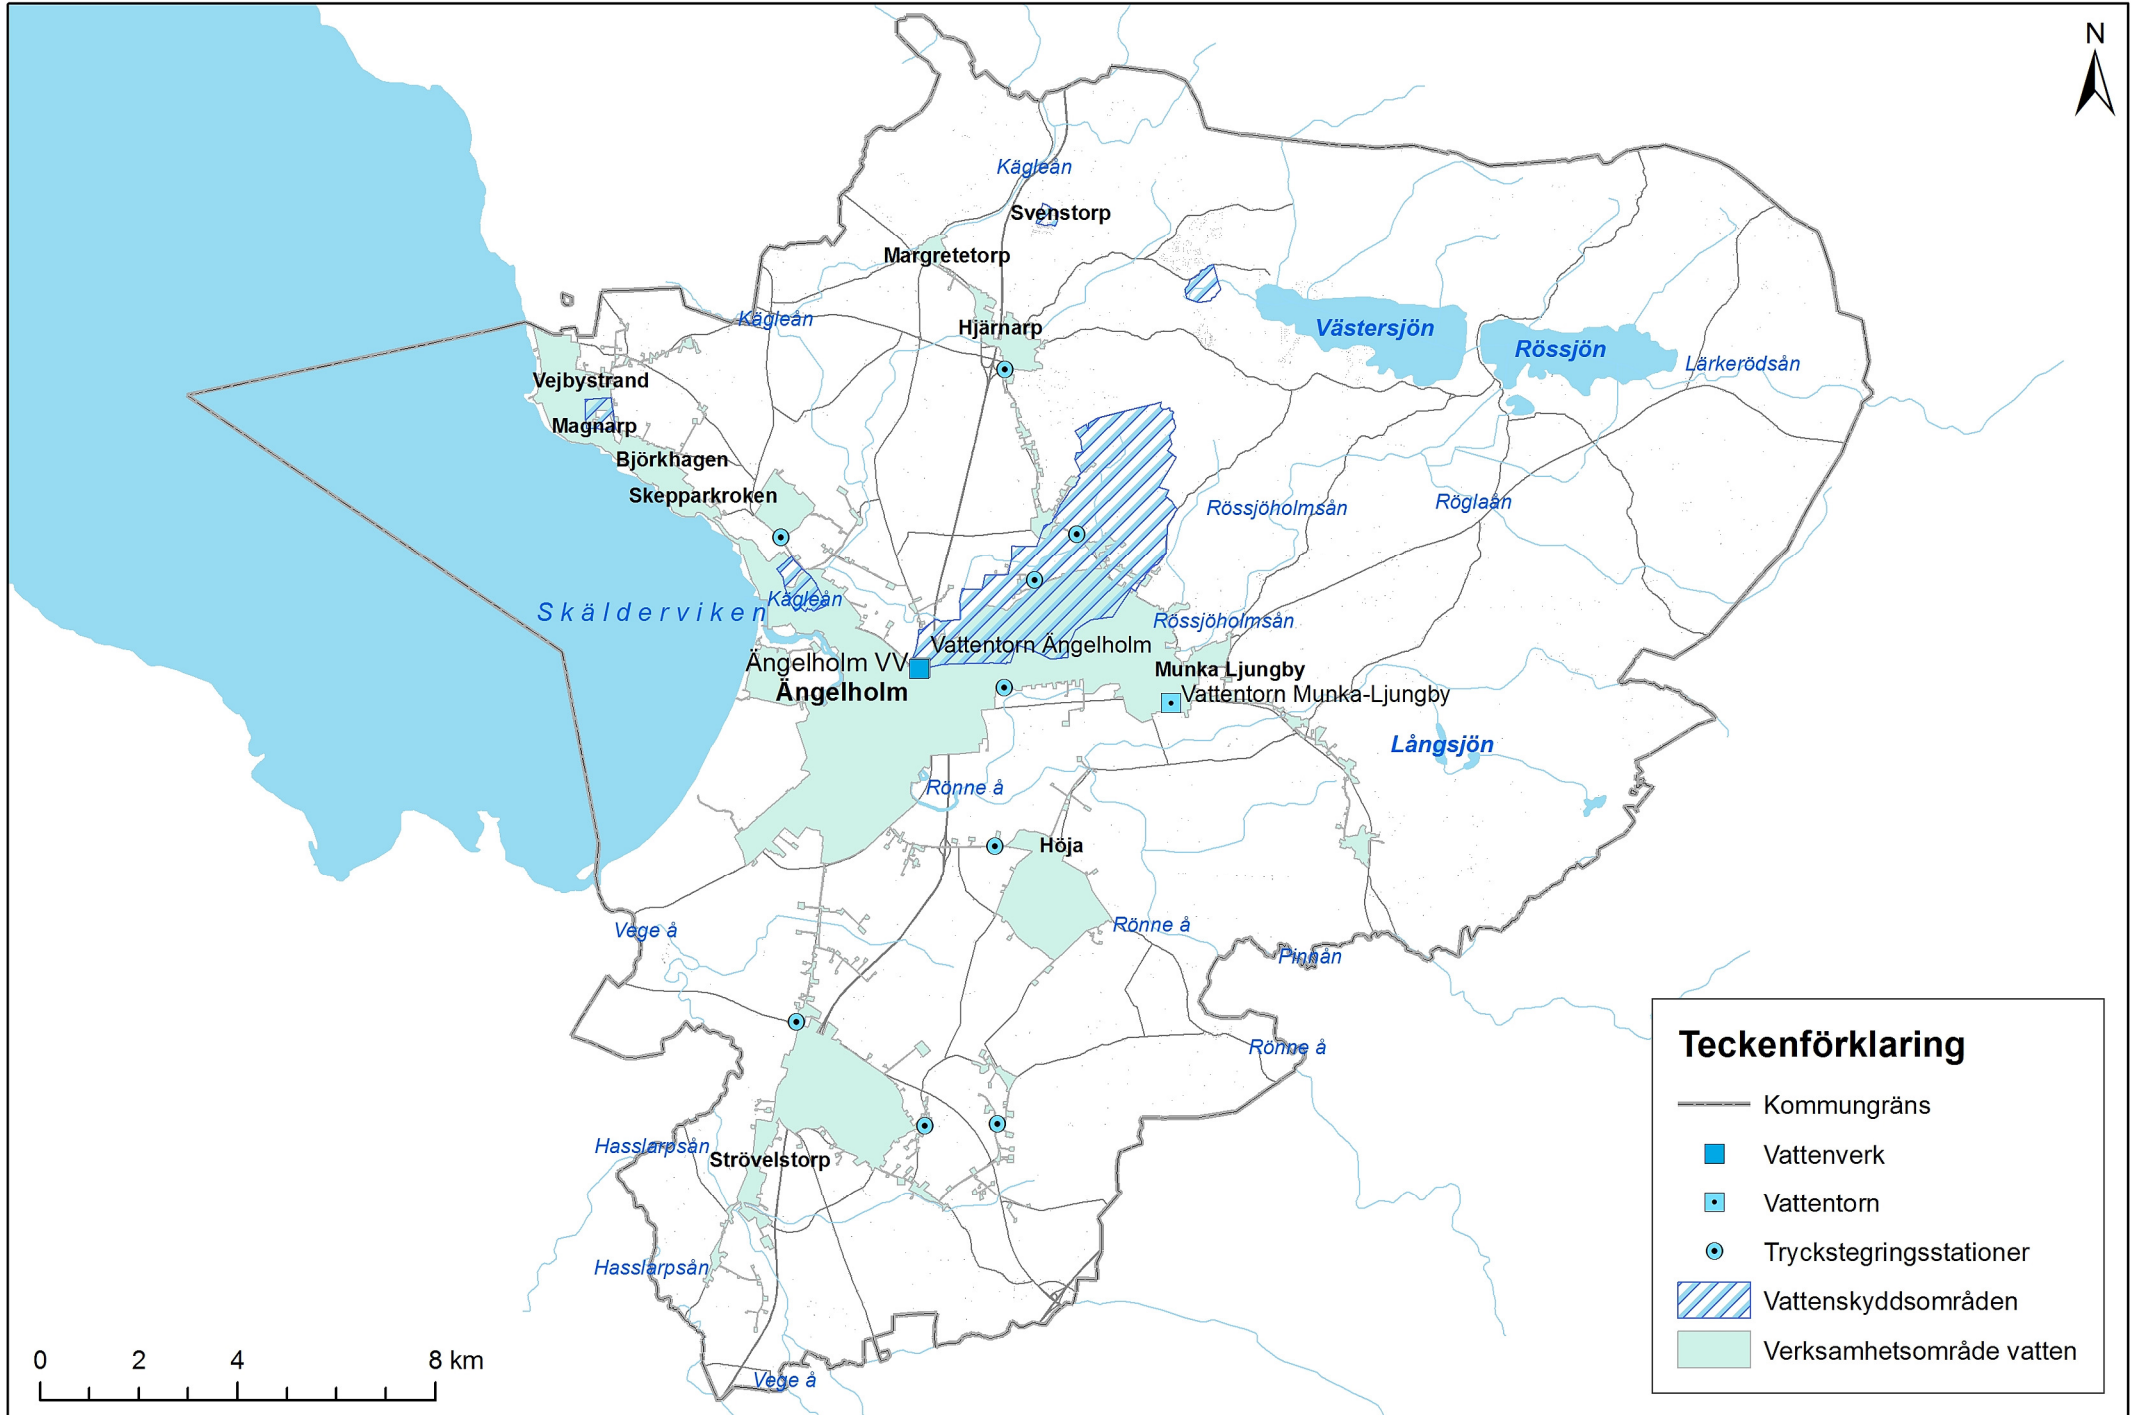 N
Kägleån
Svenstorp
Margretetorp
Kägleån
Hjärnarp
Västersjön
Rössjön
Lärkerödsån
Vejbystrand
Magnarp
Björkhagen
Skepparkroken
Rössjöholmsån
Röglaån
Skälderviken
Kägleån
Rössjöholmsån
Vattentorn Ängelholm
Ängelholm VV
Ängelholm
Munka Ljungby
Vattentorn Munka-Ljungby
Långsjön
Rönne å
Höja
Rönne å
Vege å
Pinnån
Rönne å
Hasslarpsån
Strövelstorp
Hasslarpsån
Vege å
0 2 4 8 km
Teckenförklaring
Kommungräns
Vattenverk
Vattentorn
Tryckstegringsstationer
Vattenskyddsområden
Verksamhetsområde vatten